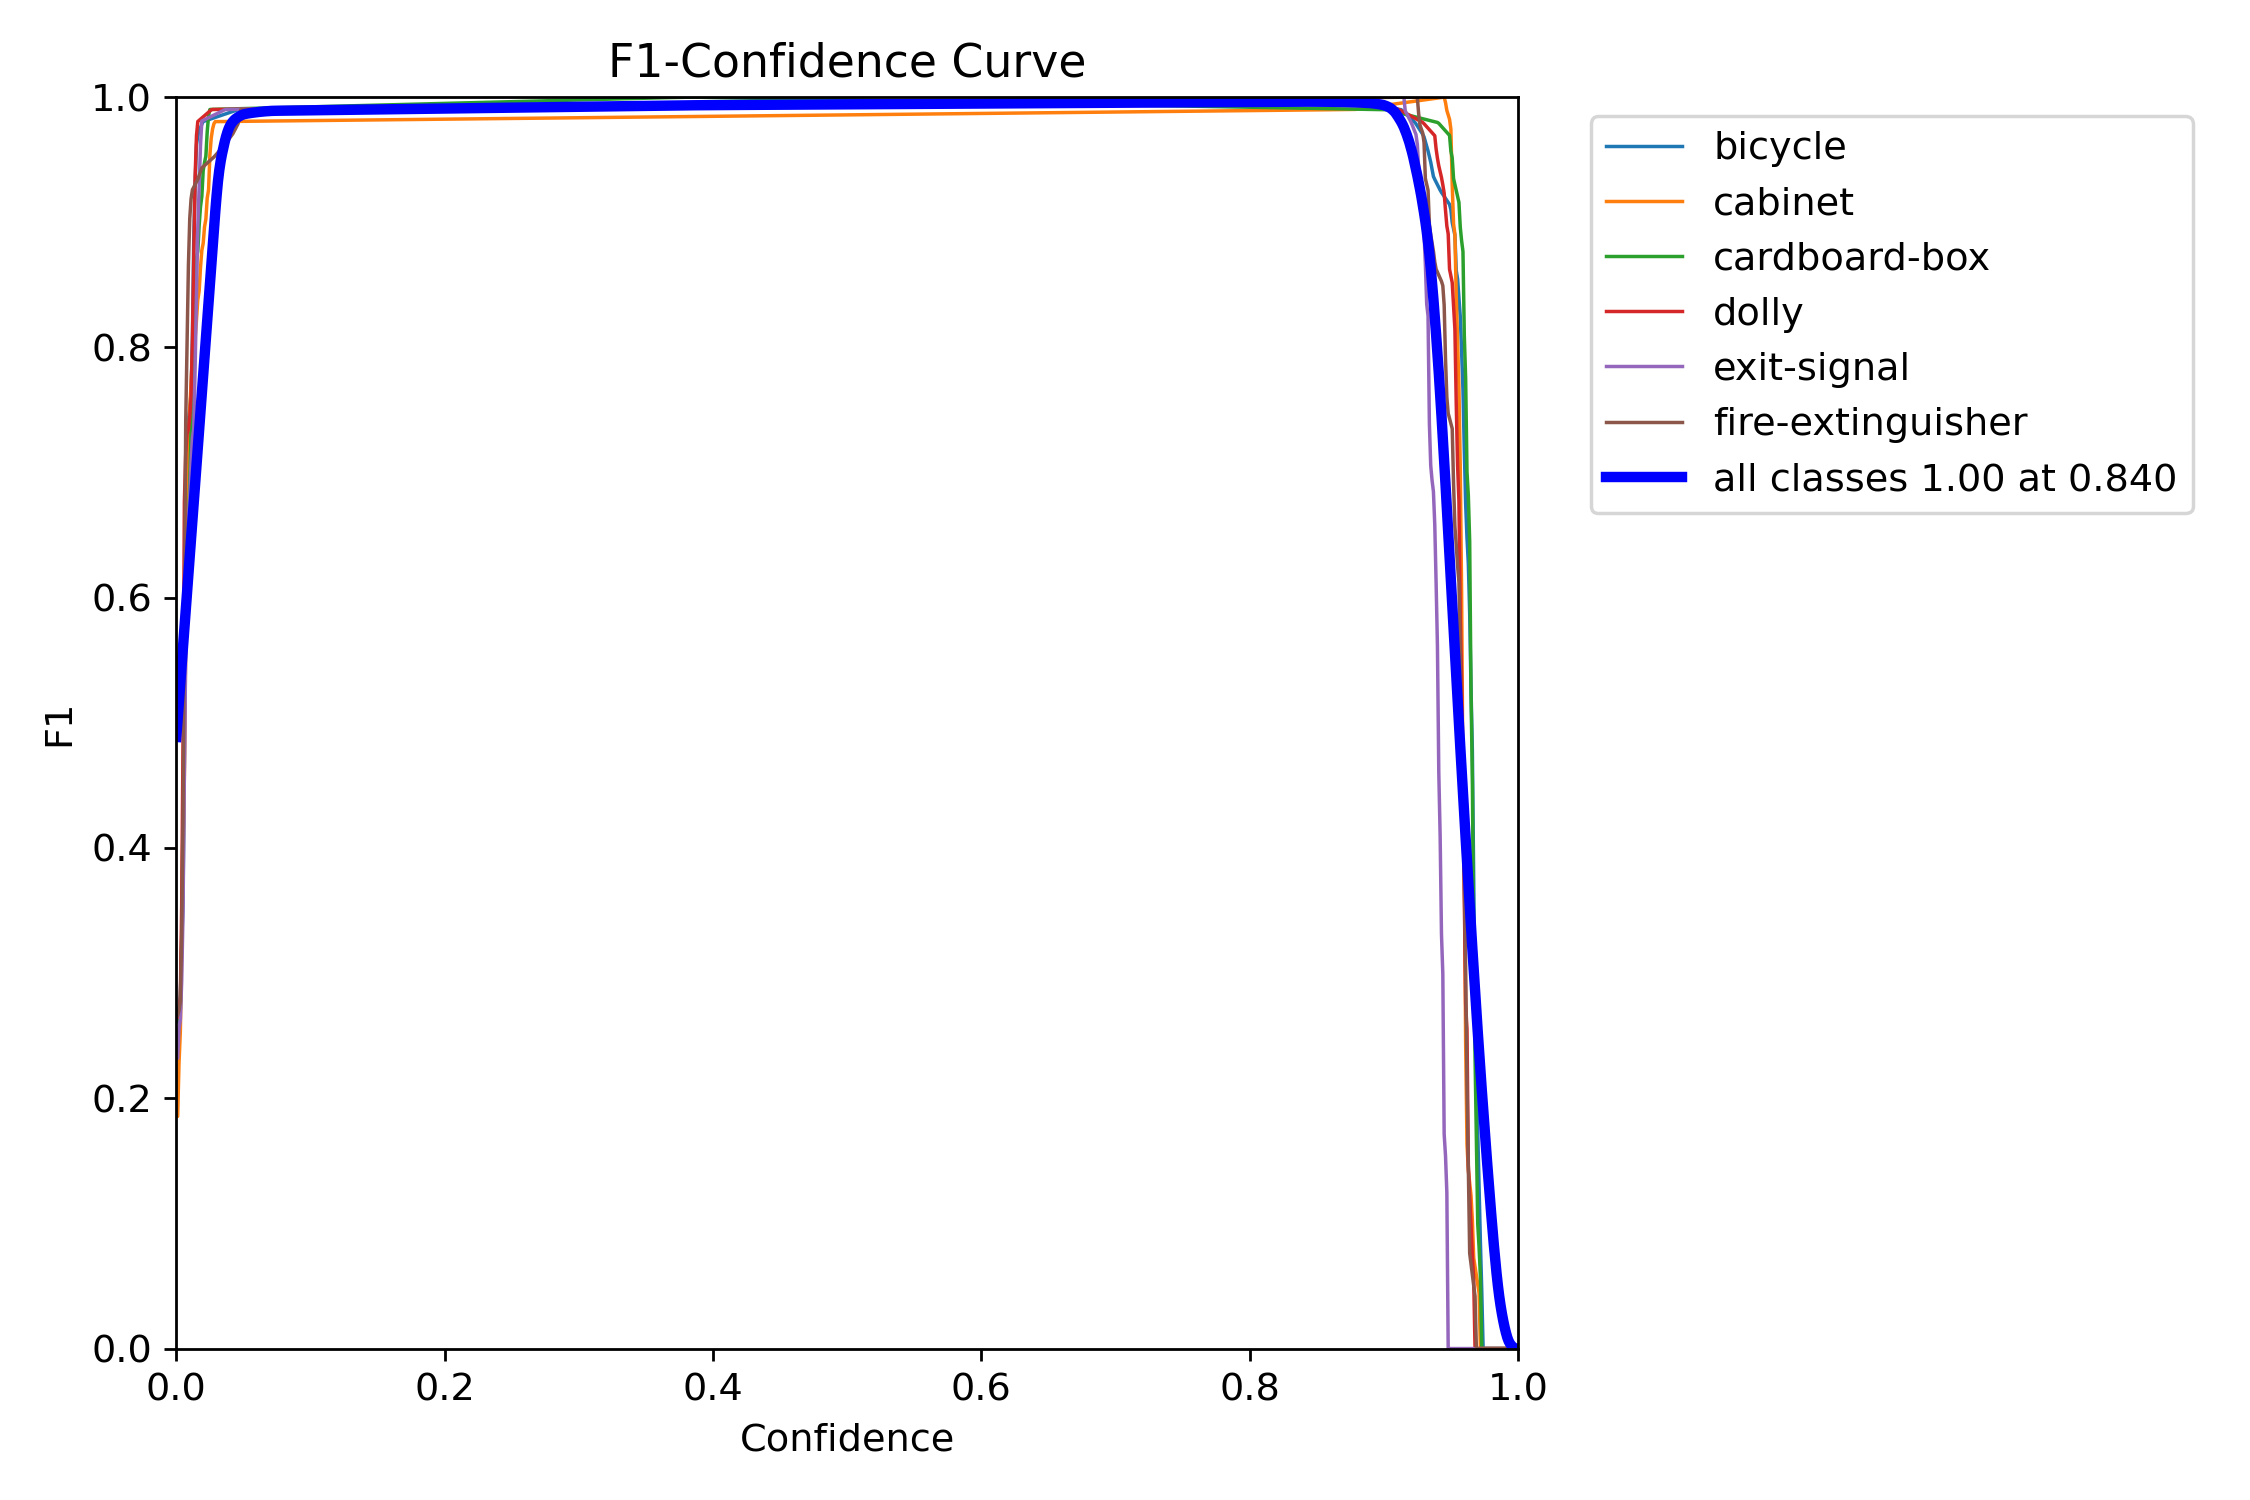 F1-Confidence Curve
1.0
0.8
0.6
0.4
0.2
0.0
F1
0.0 0.2 0.4 0.6 0.8 1.0
Confidence
bicycle
cabinet
cardboard-box
dolly
exit-signal
fire-extinguisher
all classes 1.00 at 0.840